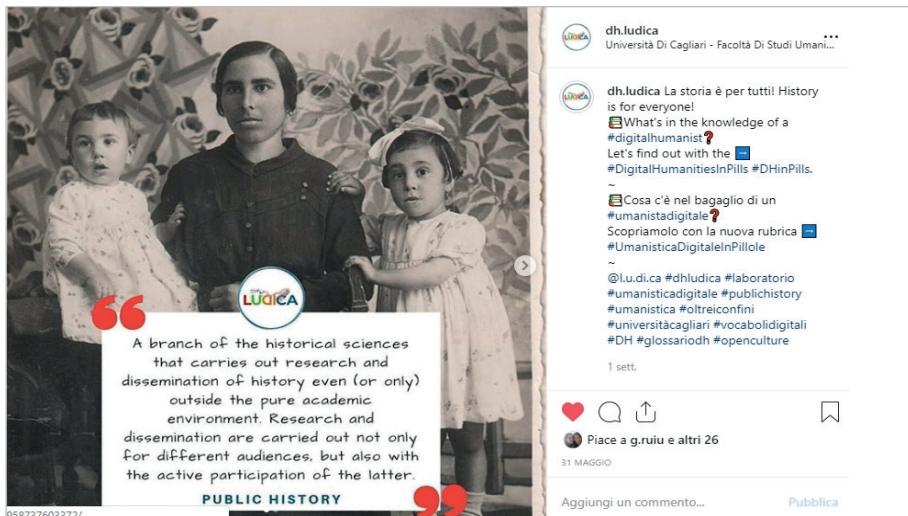 LUDICA
A branch of the historical sciences
that carries out research and
dissemination of history even (or only)
outside the pure academic
environment. Research and
dissemination are carried out not only
for different audiences, but also with
the active participation of the latter.
PUBLIC HISTORY
958737603372/
dh.ludica
Università Di Cagliari - Facoltà Di Studi Umani...
dh.ludica La storia è per tutti! History
is for everyone!
📚What's in the knowledge of a
#digitalhumanist❓
Let's find out with the ➡
#DigitalHumanitiesInPills #DHinPills.
~
📚Cosa c'è nel bagaglio di un
#umanistadigitale❓
Scopriamolo con la nuova rubrica ➡
#UmanisticaDigitaleInPillole
~
@l.u.di.ca #dhludica #laboratorio
#umanisticadigitale #publichistory
#umanistica #oltreiconfini
#universitàcagliari #vocabolidigitali
#DH #glossariodh #openculture
1 sett.
Piace a g.ruiu e altri 26
31 MAGGIO
Aggiungi un commento... Pubblica